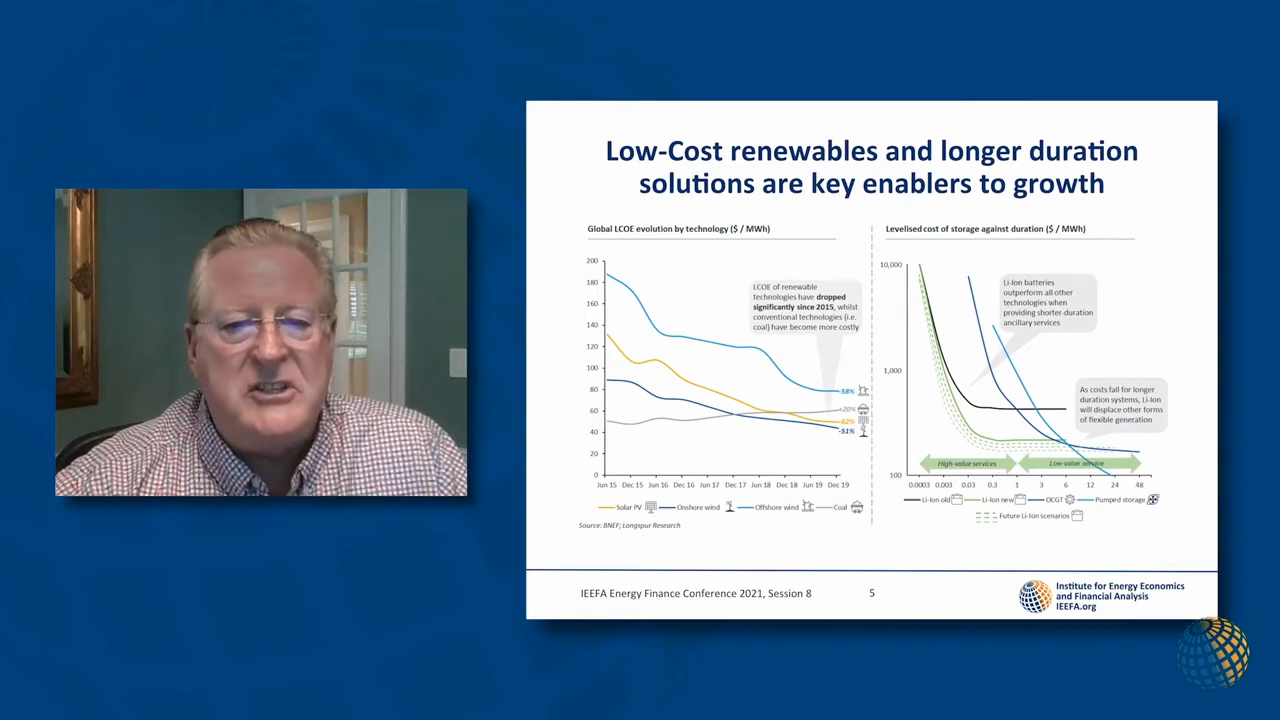 Low-Cost renewables and longer duration
solutions are key enablers to growth
Global LCOE evolution by technology ($ / MWh)
200
180
160
140
120
100
80
60
40
20
0
LCOE of renewable
technologies have dropped
significantly since 2015, whilst
conventional technologies (i.e.
coal) have become more costly
-58%
+20%
-62%
-51%
Jun 15 Dec 15 Jun 16 Dec 16 Jun 17 Dec 17 Jun 18 Dec 18 Jun 19 Dec 19
Solar PV Onshore wind Offshore wind Coal
Source: BNEF; Longspur Research
Levelised cost of storage against duration ($ / MWh)
10,000
1,000
100
Li-Ion batteries
outperform all other
technologies when
providing shorter-duration
ancillary services
As costs fall for longer
duration systems, Li-Ion
will displace other forms
of flexible generation
High-value services Low-value service
0.0003 0.003 0.03 0.3 1 3 6 12 24 48
Li-Ion old Li-Ion new OCGT Pumped storage
Future Li-Ion scenarios
IEEFA Energy Finance Conference 2021, Session 8 5
Institute for Energy Economics
and Financial Analysis
IEEFA.org